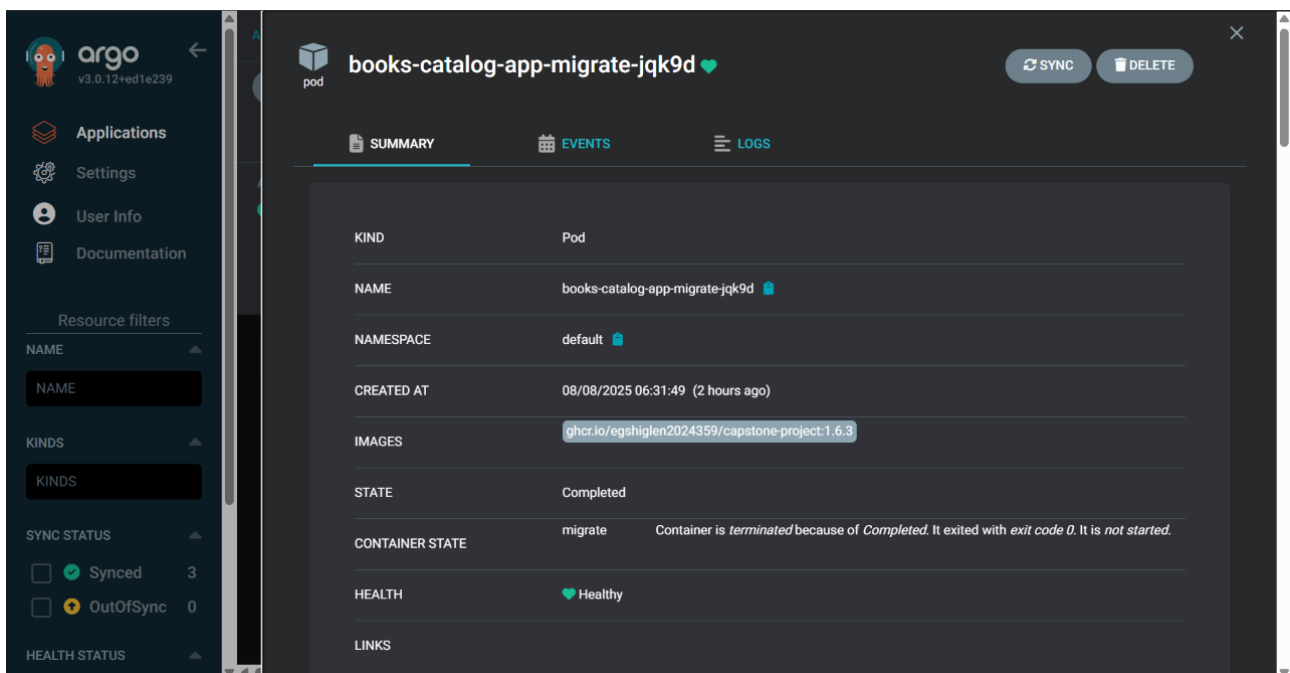 argo
v3.0.12+ed1e239
Applications
Settings
User Info
Documentation
Resource filters
NAME
NAME
KINDS
KINDS
SYNC STATUS
Synced 3
OutOfSync 0
HEALTH STATUS
A
pod
books-catalog-app-migrate-jqk9d
SYNC
DELETE
SUMMARY
EVENTS
LOGS
KIND Pod
NAME books-catalog-app-migrate-jqk9d
NAMESPACE default
CREATED AT 08/08/2025 06:31:49 (2 hours ago)
IMAGES ghcr.io/egshiglen2024359/capstone-project:1.6.3
STATE Completed
CONTAINER STATE migrate Container is terminated because of Completed. It exited with exit code 0. It is not started.
HEALTH Healthy
LINKS